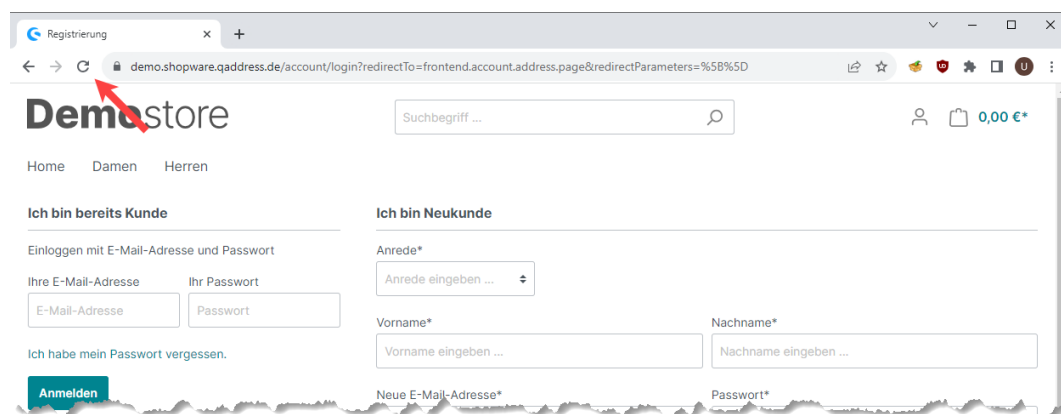 Registrierung
demo.shopware.qaddress.de/account/login?redirectTo=frontend.account.address.page&redirectParameters=%5B%5D
U
Demostore
Suchbegriff ...
0,00 €*
Home Damen Herren
Ich bin bereits Kunde
Ich bin Neukunde
Einloggen mit E-Mail-Adresse und Passwort
Anrede*
Anrede eingeben ...
Ihre E-Mail-Adresse Ihr Passwort
E-Mail-Adresse Passwort
Vorname* Nachname*
Vorname eingeben ... Nachname eingeben ...
Ich habe mein Passwort vergessen.
Anmelden
Neue E-Mail-Adresse* Passwort*